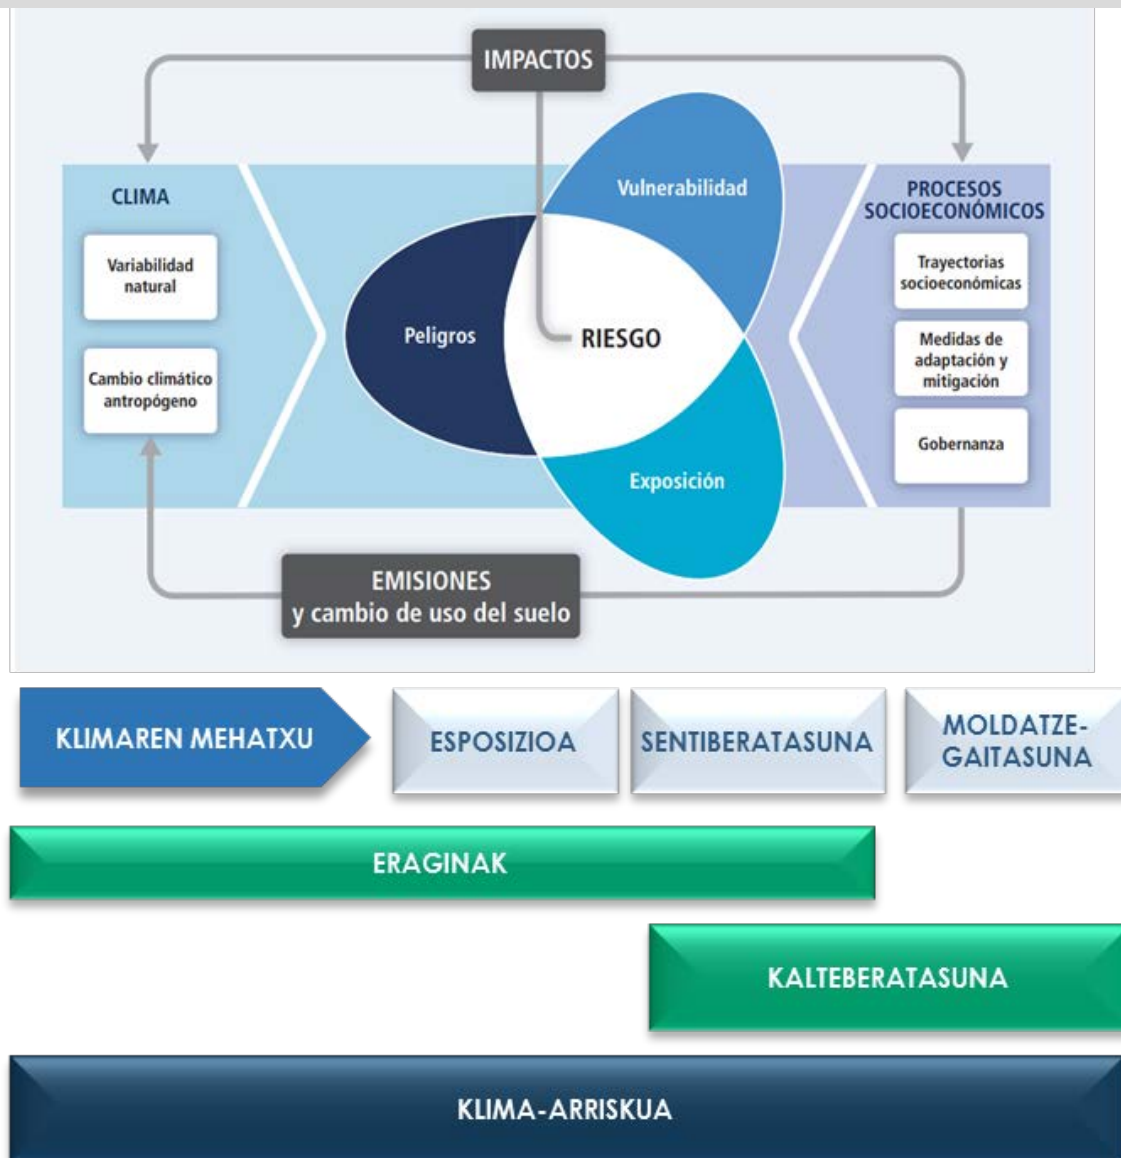 IMPACTOS
CLIMA
Variabilidad
natural
Cambio climático
antropógeno
Vulnerabilidad
Peligros
RIESGO
Exposición
PROCESOS
SOCIOECONÓMICOS
Trayectorias
socioeconómicas
Medidas de
adaptación y
mitigación
Gobernanza
EMISIONES
y cambio de uso del suelo
KLIMAREN MEHATXU
ESPOSIZIOA
SENTIBERATASUNA
MOLDATZE-
GAITASUNA
ERAGINAK
KALTEBERATASUNA
KLIMA-ARRISKUA